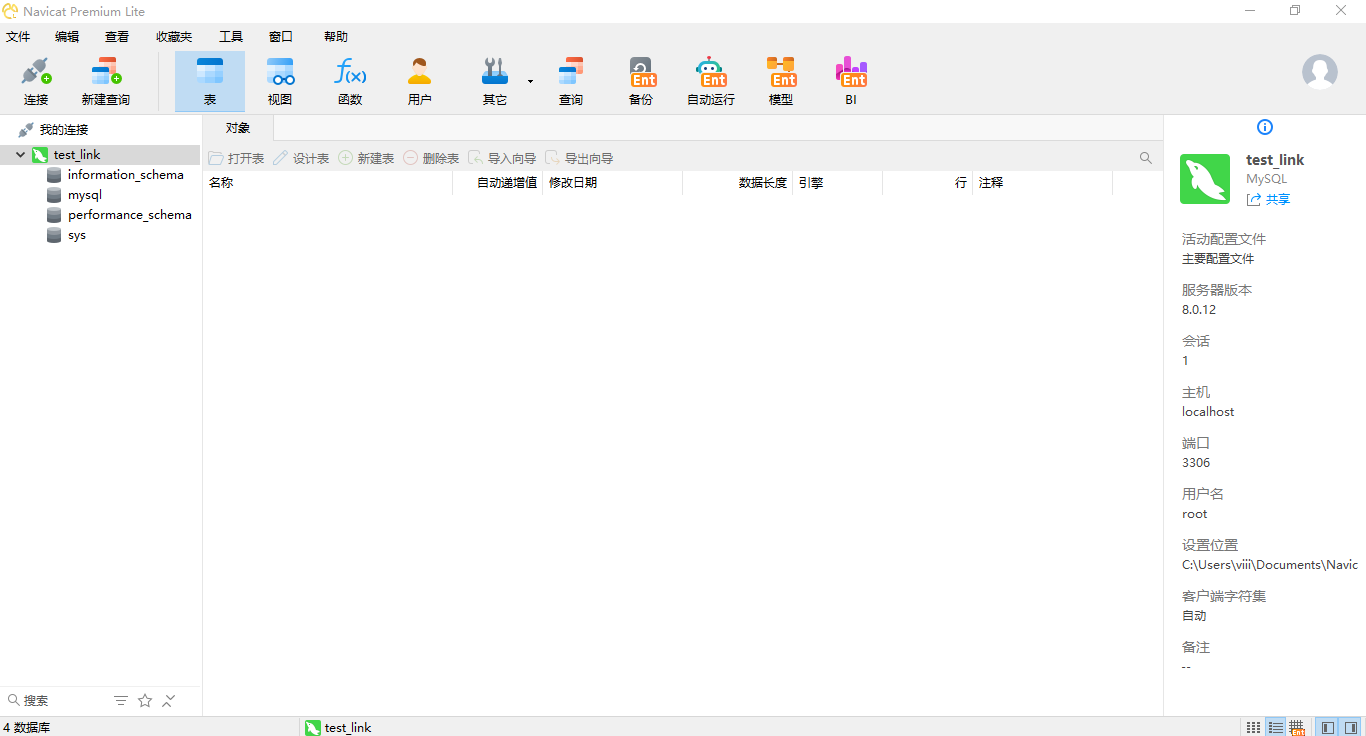 Navicat Premium Lite
文件 编辑 查看 收藏夹 工具 窗口 帮助
Ent Ent Ent Ent
连接 新建查询 表 视图 函数 用户 其它 查询 备份 自动运行 模型 BI
我的连接
test_link
information_schema
mysql
performance_schema
sys
搜索
对象
打开表 设计表 新建表 删除表 导入向导 导出向导
名称 自动递增值 修改日期 数据长度 引擎 行 注释
test_link
MySQL
共享
活动配置文件
主要配置文件
服务器版本
8.0.12
会话
1
主机
localhost
端口
3306
用户名
root
设置位置
C:\Users\viii\Documents\Navic
客户端字符集
自动
备注
--
4 数据库 test_link Ent